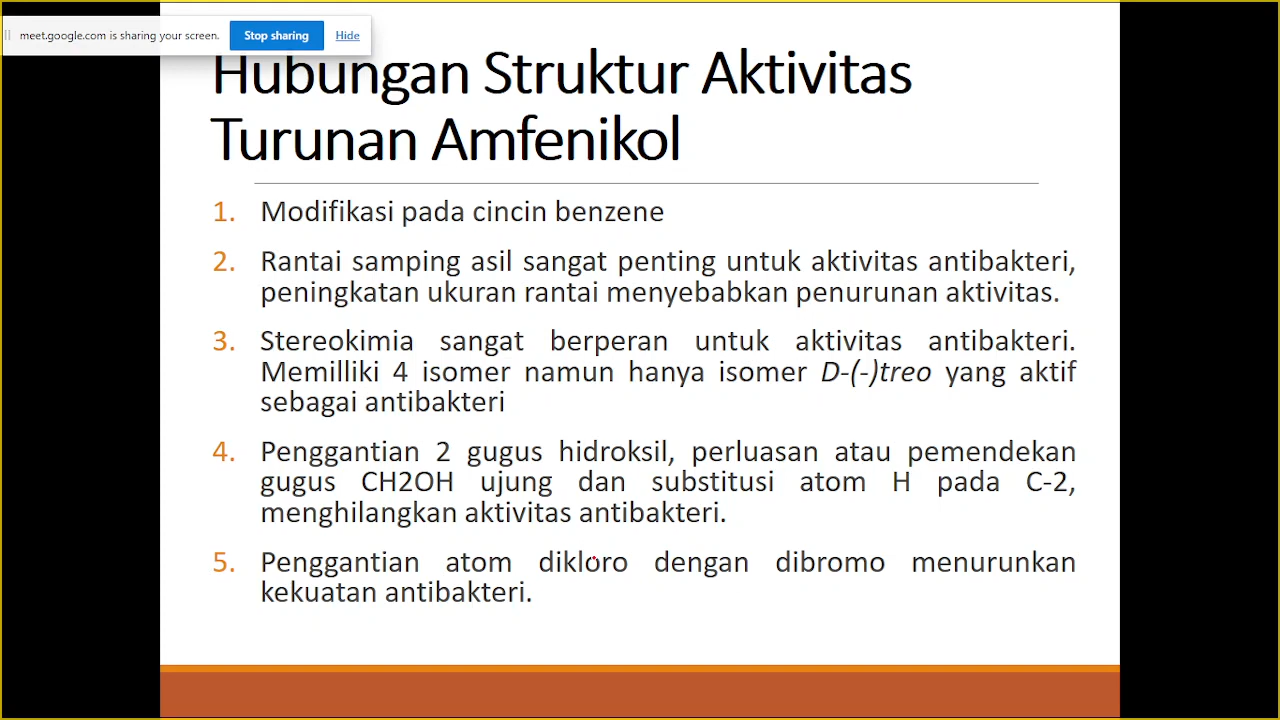 meet.google.com is sharing your screen. Stop sharing Hide
Hubungan Struktur Aktivitas
Turunan Amfenikol
1. Modifikasi pada cincin benzene
2. Rantai samping asil sangat penting untuk aktivitas antibakteri,
peningkatan ukuran rantai menyebabkan penurunan aktivitas.
3. Stereokimia sangat berperan untuk aktivitas antibakteri.
Memilliki 4 isomer namun hanya isomer D-(-)treo yang aktif
sebagai antibakteri
4. Penggantian 2 gugus hidroksil, perluasan atau pemendekan
gugus CH2OH ujung dan substitusi atom H pada C-2,
menghilangkan aktivitas antibakteri.
5. Penggantian atom dikloro dengan dibromo menurunkan
kekuatan antibakteri.